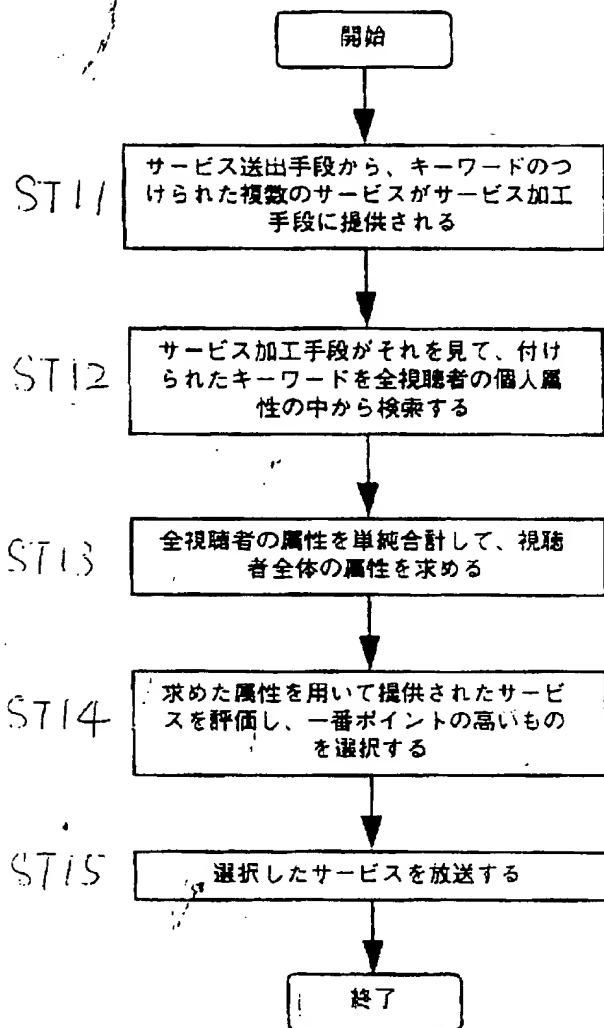 開始
ST11
サービス送出手段から、キーワードのつ
けられた複数のサービスがサービス加工
手段に提供される
ST12
サービス加工手段がそれを見て、付け
られたキーワードを全視聴者の個人属
性の中から検索する
ST13
全視聴者の属性を単純合計して、視聴
者全体の属性を求める
ST14
求めた属性を用いて提供されたサービ
スを評価し、一番ポイントの高いもの
を選択する
ST15
選択したサービスを放送する
終了